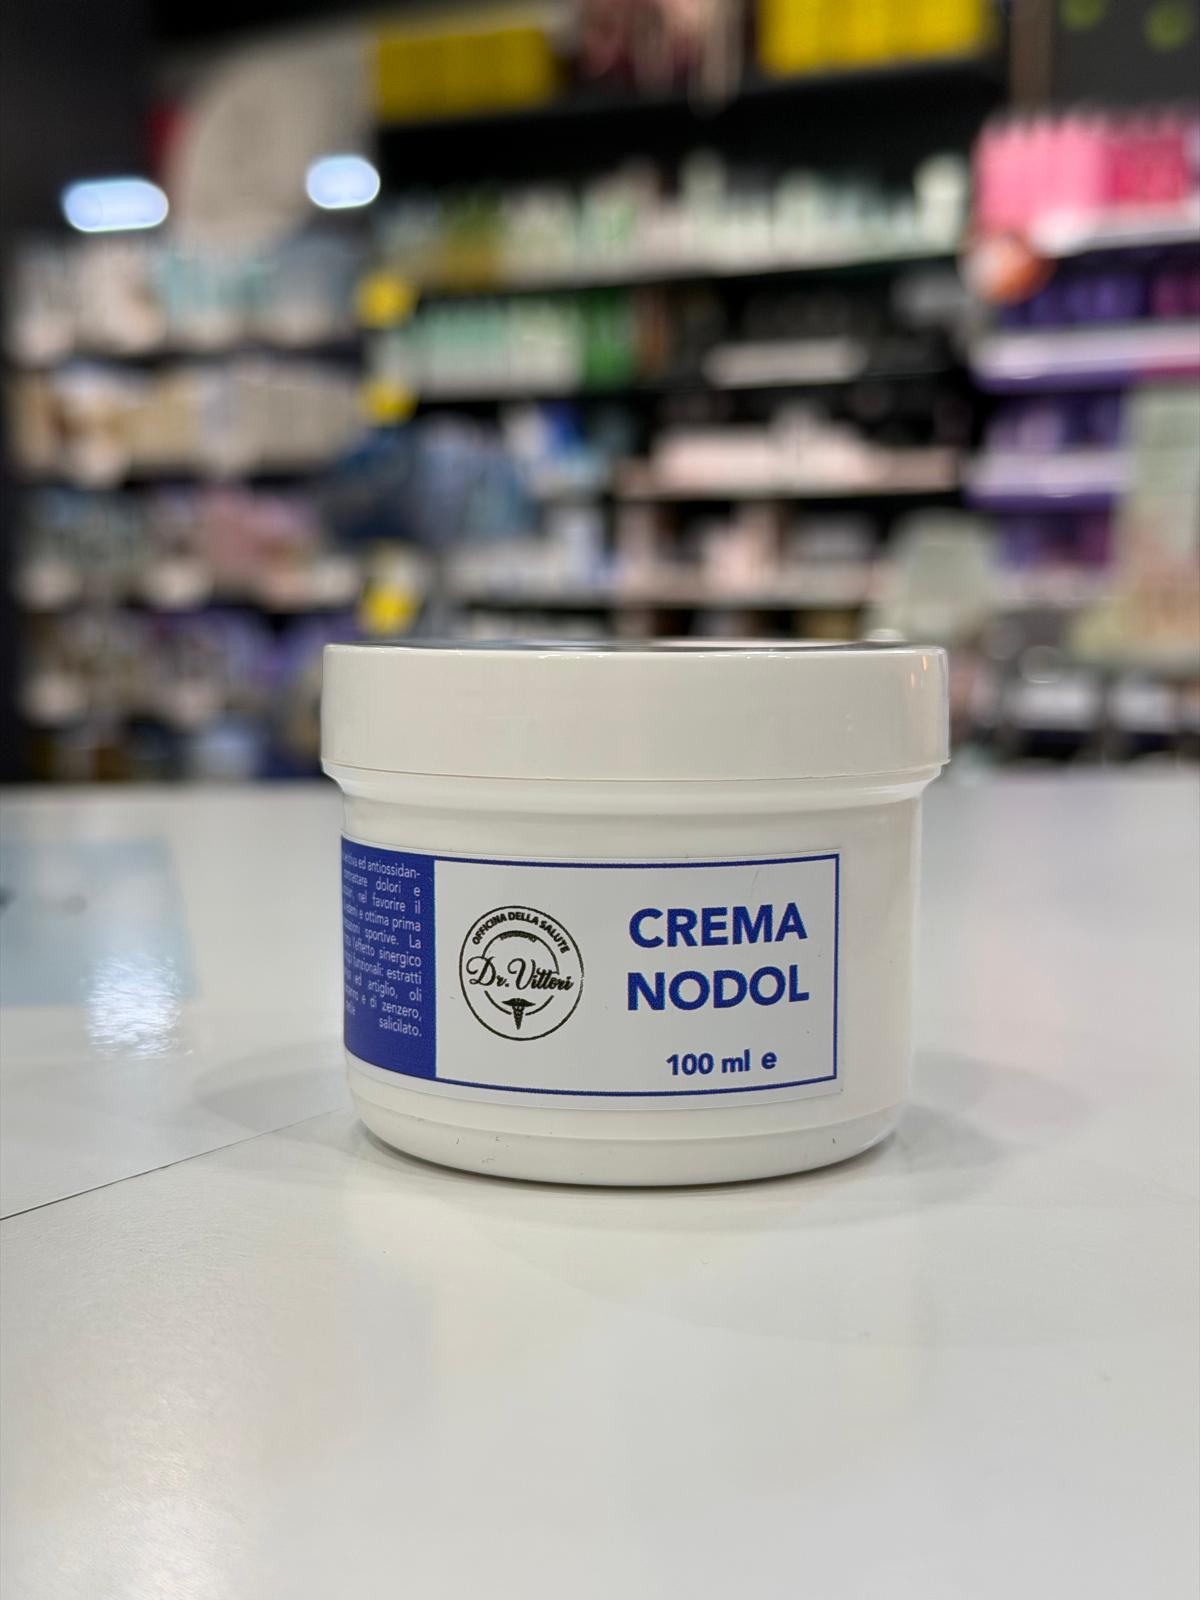 ed antiossidan-
dolori e
nel favorire il
e ottima prima
sportive. La
l'effetto sinergico
funzionali: estratti
ed artiglio, oli
e di zenzero,
salicilato.
OFFICINA DELLA SALUTE
Dr. Vittori
CREMA
NODOL
100 ml e